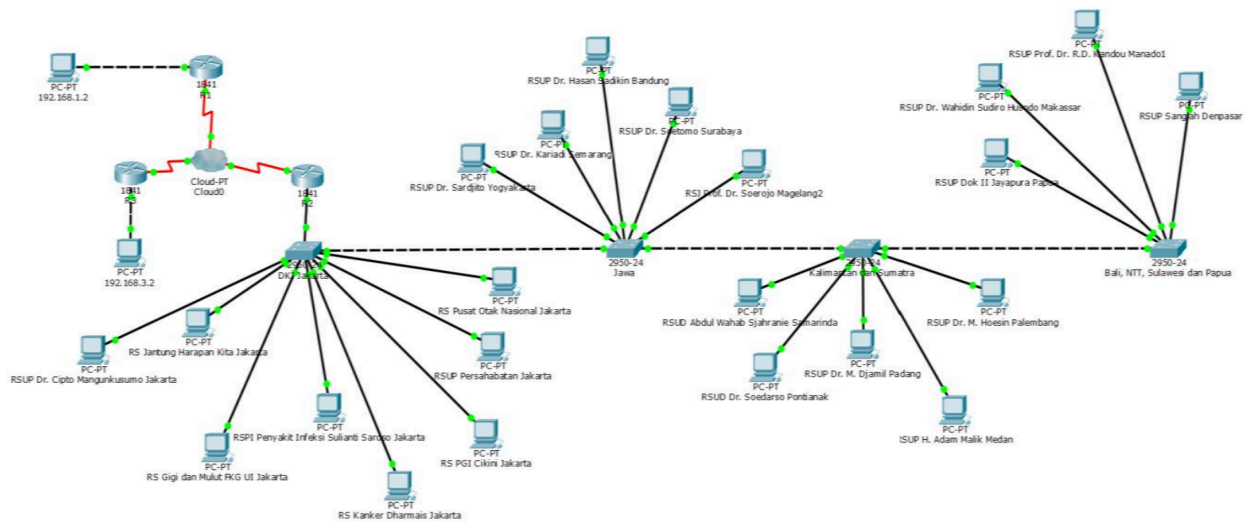 PC-PT
192.168.1.2
1841
R1
1841
Cloud-PT
Cloud0
1841
R2
PC-PT
192.168.3.2
2950-24
DKI Jakarta
PC-PT
RS Pusat Otak Nasional Jakarta
PC-PT
RS Jantung Harapan Kita Jakarta
PC-PT
RSUP Dr. Cipto Mangunkusumo Jakarta
PC-PT
RSUP Persahabatan Jakarta
PC-PT
RSPI Penyakit Infeksi Sulianti Saroso Jakarta
PC-PT
RS Gigi dan Mulut FKG UI Jakarta
PC-PT
RS PGI Cikini Jakarta
PC-PT
RS Kanker Dharmais Jakarta
PC-PT
RSUP Dr. Hasan Sadikin Bandung
PC-PT
RSUP Dr. Soetomo Surabaya
PC-PT
RSUP Dr. Kariadi Semarang
PC-PT
RSUP Dr. Sardjito Yogyakarta
PC-PT
RSJ Prof. Dr. Soerojo Magelang2
2950-24
Jawa
2950-24
Kalimantan dan Sumatra
PC-PT
RSUD Abdul Wahab Sjahranie Samarinda
PC-PT
RSUP Dr. M. Hoesin Palembang
PC-PT
RSUP Dr. M. Djamil Padang
PC-PT
RSUD Dr. Soedarso Pontianak
PC-PT
RSUP H. Adam Malik Medan
PC-PT
RSUP Prof. Dr. R.D. Kandou Manado1
PC-PT
RSUP Dr. Wahidin Sudiro Husodo Makassar
PC-PT
RSUP Sanglah Denpasar
PC-PT
RSUP Dok II Jayapura Papua
2950-24
Bali, NTT, Sulawesi dan Papua